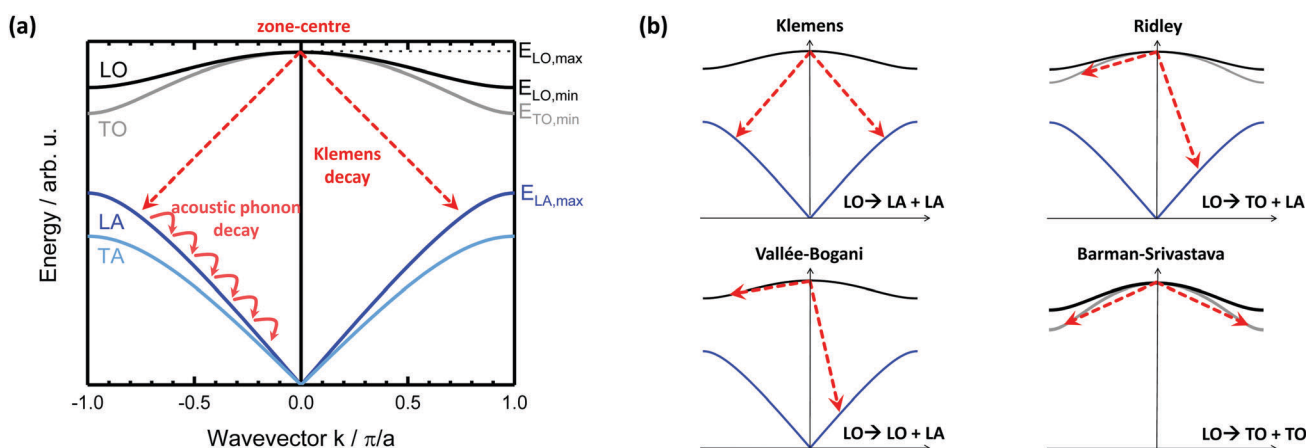 (a)
zone-centre
E_LO,max
LO
E_LO,min
TO
E_TO,min
Klemens
decay
E_LA,max
LA
acoustic phonon
decay
TA
Energy / arb. u.
-1.0
-0.5
0.0
0.5
1.0
Wavevector k / π/a
(b)
Klemens
LO→ LA + LA
Ridley
LO→ TO + LA
Vallée-Bogani
LO→ LO + LA
Barman-Srivastava
LO→ TO + TO